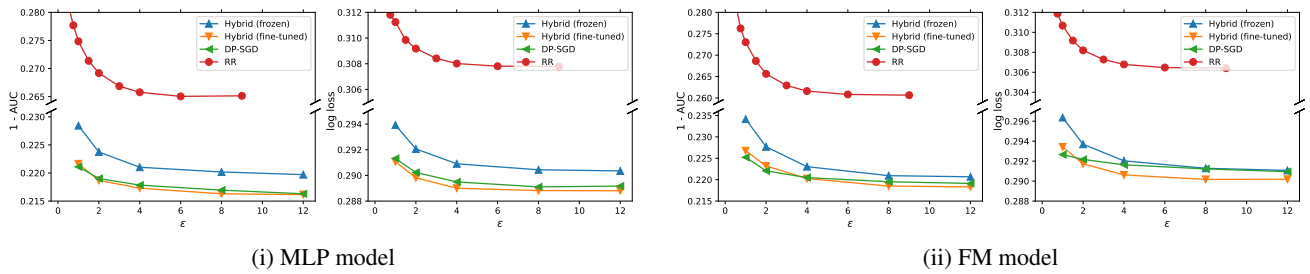 0.280
0.275
0.270
0.265
0.230
0.225
0.220
0.215
1 - AUC
0 2 4 6 8 10 12
ε
Hybrid (frozen)
Hybrid (fine-tuned)
DP-SGD
RR
0.312
0.310
0.308
0.306
0.294
0.292
0.290
0.288
log loss
0 2 4 6 8 10 12
ε
Hybrid (frozen)
Hybrid (fine-tuned)
DP-SGD
RR
(i) MLP model
0.280
0.275
0.270
0.265
0.260
0.235
0.230
0.225
0.220
0.215
1 - AUC
0 2 4 6 8 10 12
ε
Hybrid (frozen)
Hybrid (fine-tuned)
DP-SGD
RR
0.312
0.310
0.308
0.306
0.304
0.296
0.294
0.292
0.290
0.288
log loss
0 2 4 6 8 10 12
ε
Hybrid (frozen)
Hybrid (fine-tuned)
DP-SGD
RR
(ii) FM model